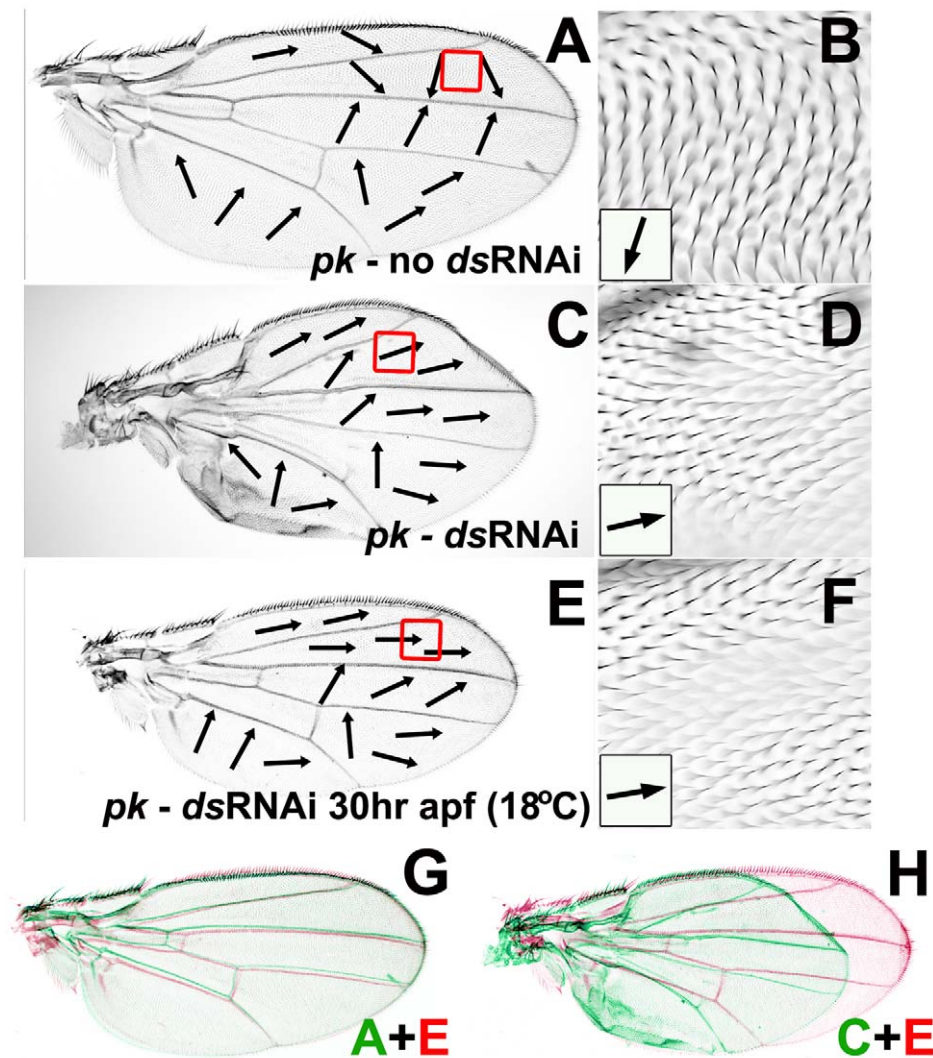 A
B
pk - no dsRNAi
C
D
pk - dsRNAi
E
F
pk - dsRNAi 30hr apf (18°C)
G
H
A+E
C+E